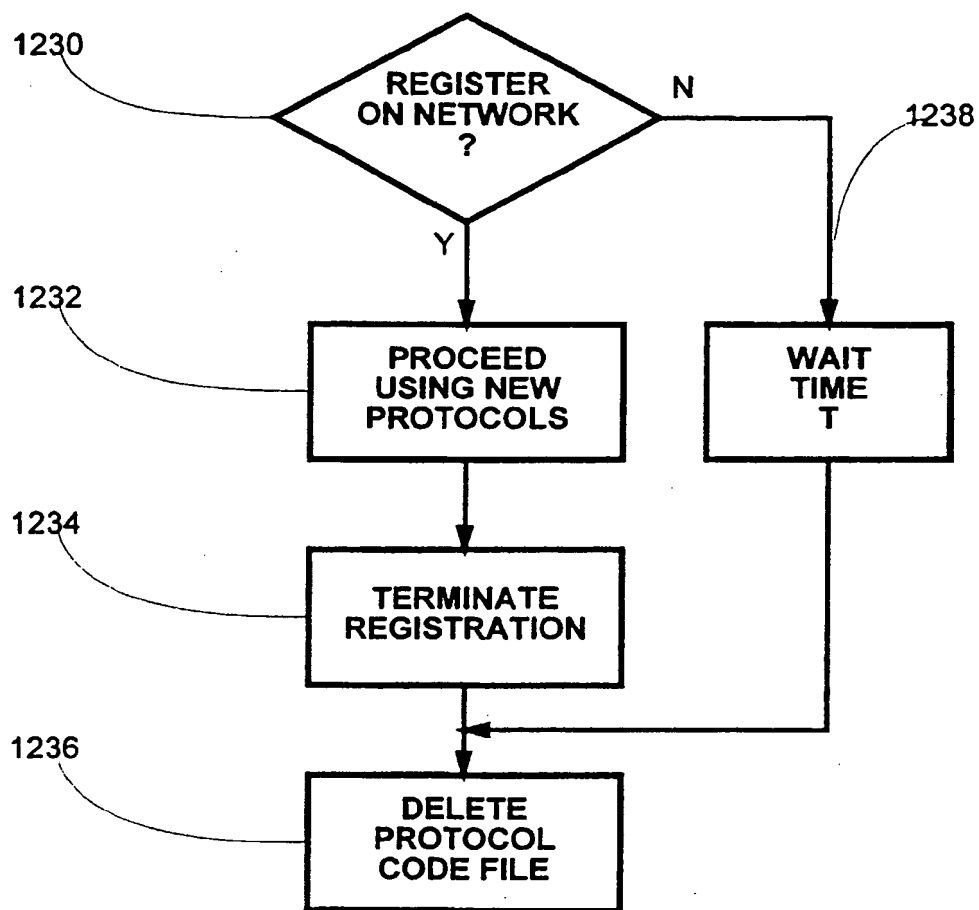 1230
REGISTER
ON NETWORK
?
N
1238
Y
1232
PROCEED
USING NEW
PROTOCOLS
WAIT
TIME
T
1234
TERMINATE
REGISTRATION
1236
DELETE
PROTOCOL
CODE FILE